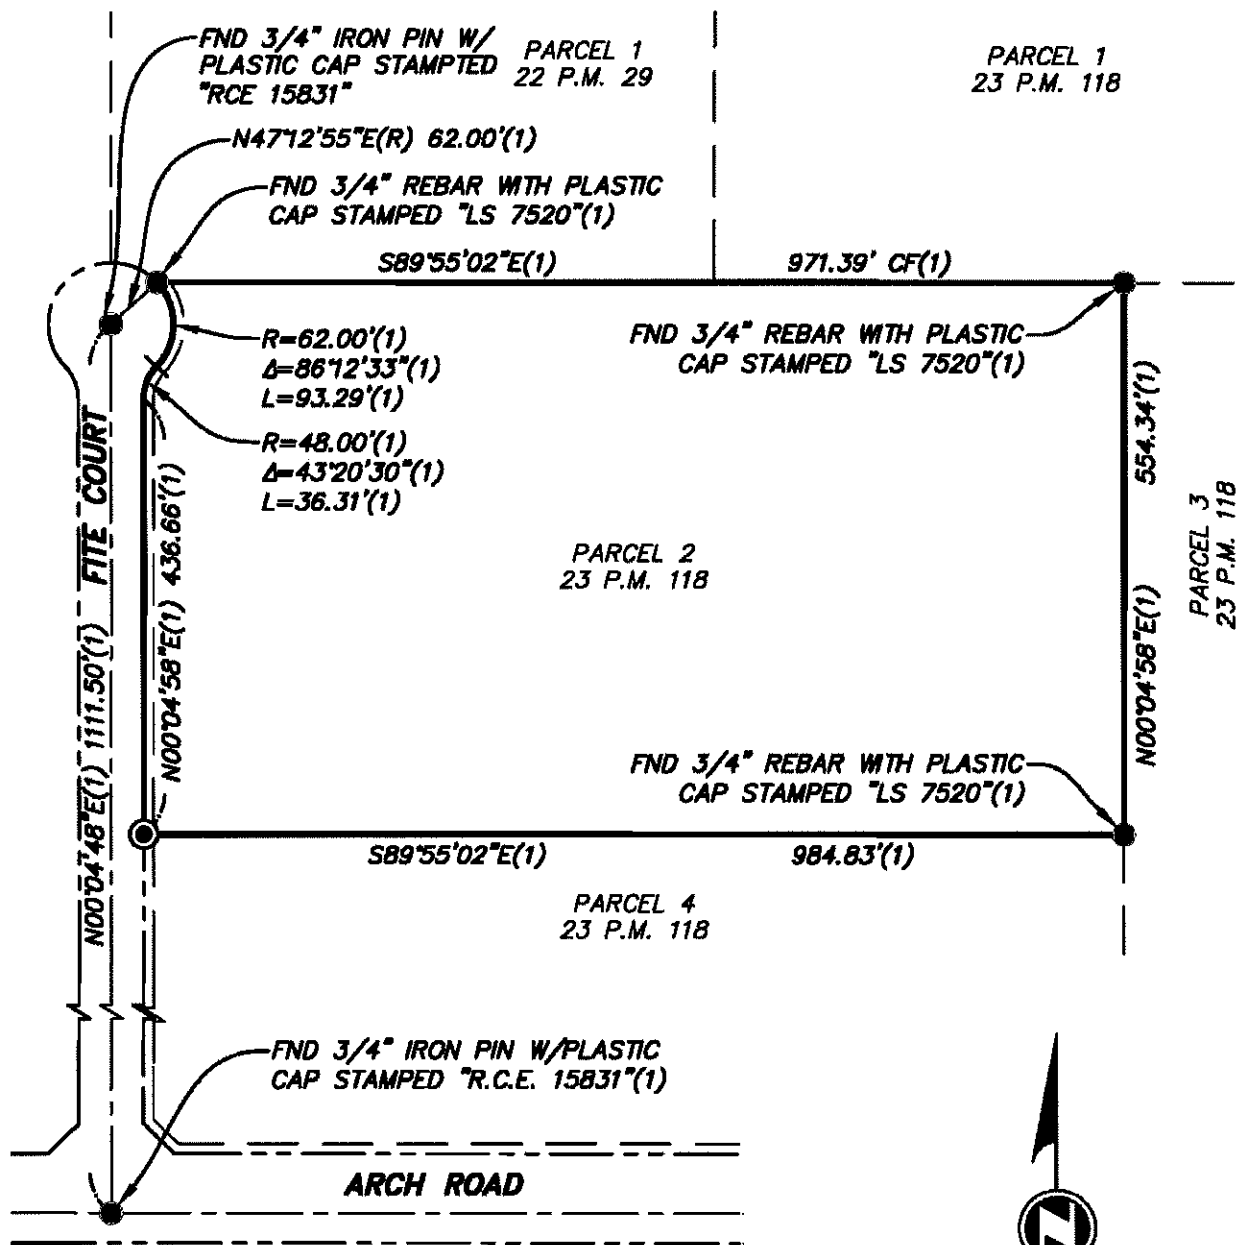 FND 3/4" IRON PIN W/
PLASTIC CAP STAMPTED
"RCE 15831"
PARCEL 1
22 P.M. 29
PARCEL 1
23 P.M. 118
N47°12'55"E(R) 62.00'(1)
FND 3/4" REBAR WITH PLASTIC
CAP STAMPED "LS 7520"(1)
S89°55'02"E(1)
971.39' CF(1)
R=62.00'(1)
Δ=86°12'33"(1)
L=93.29'(1)
FND 3/4" REBAR WITH PLASTIC
CAP STAMPED "LS 7520"(1)
R=48.00'(1)
Δ=43°20'30"(1)
L=36.31'(1)
FITE COURT
N00°04'48"E(1) 1111.50'(1)
N00°04'58"E(1) 436.66'(1)
PARCEL 2
23 P.M. 118
554.34'(1)
N00°04'58"E(1)
PARCEL 3
23 P.M. 118
FND 3/4" REBAR WITH PLASTIC
CAP STAMPED "LS 7520"(1)
S89°55'02"E(1)
984.83'(1)
PARCEL 4
23 P.M. 118
FND 3/4" IRON PIN W/PLASTIC
CAP STAMPED "R.C.E. 15831"(1)
ARCH ROAD